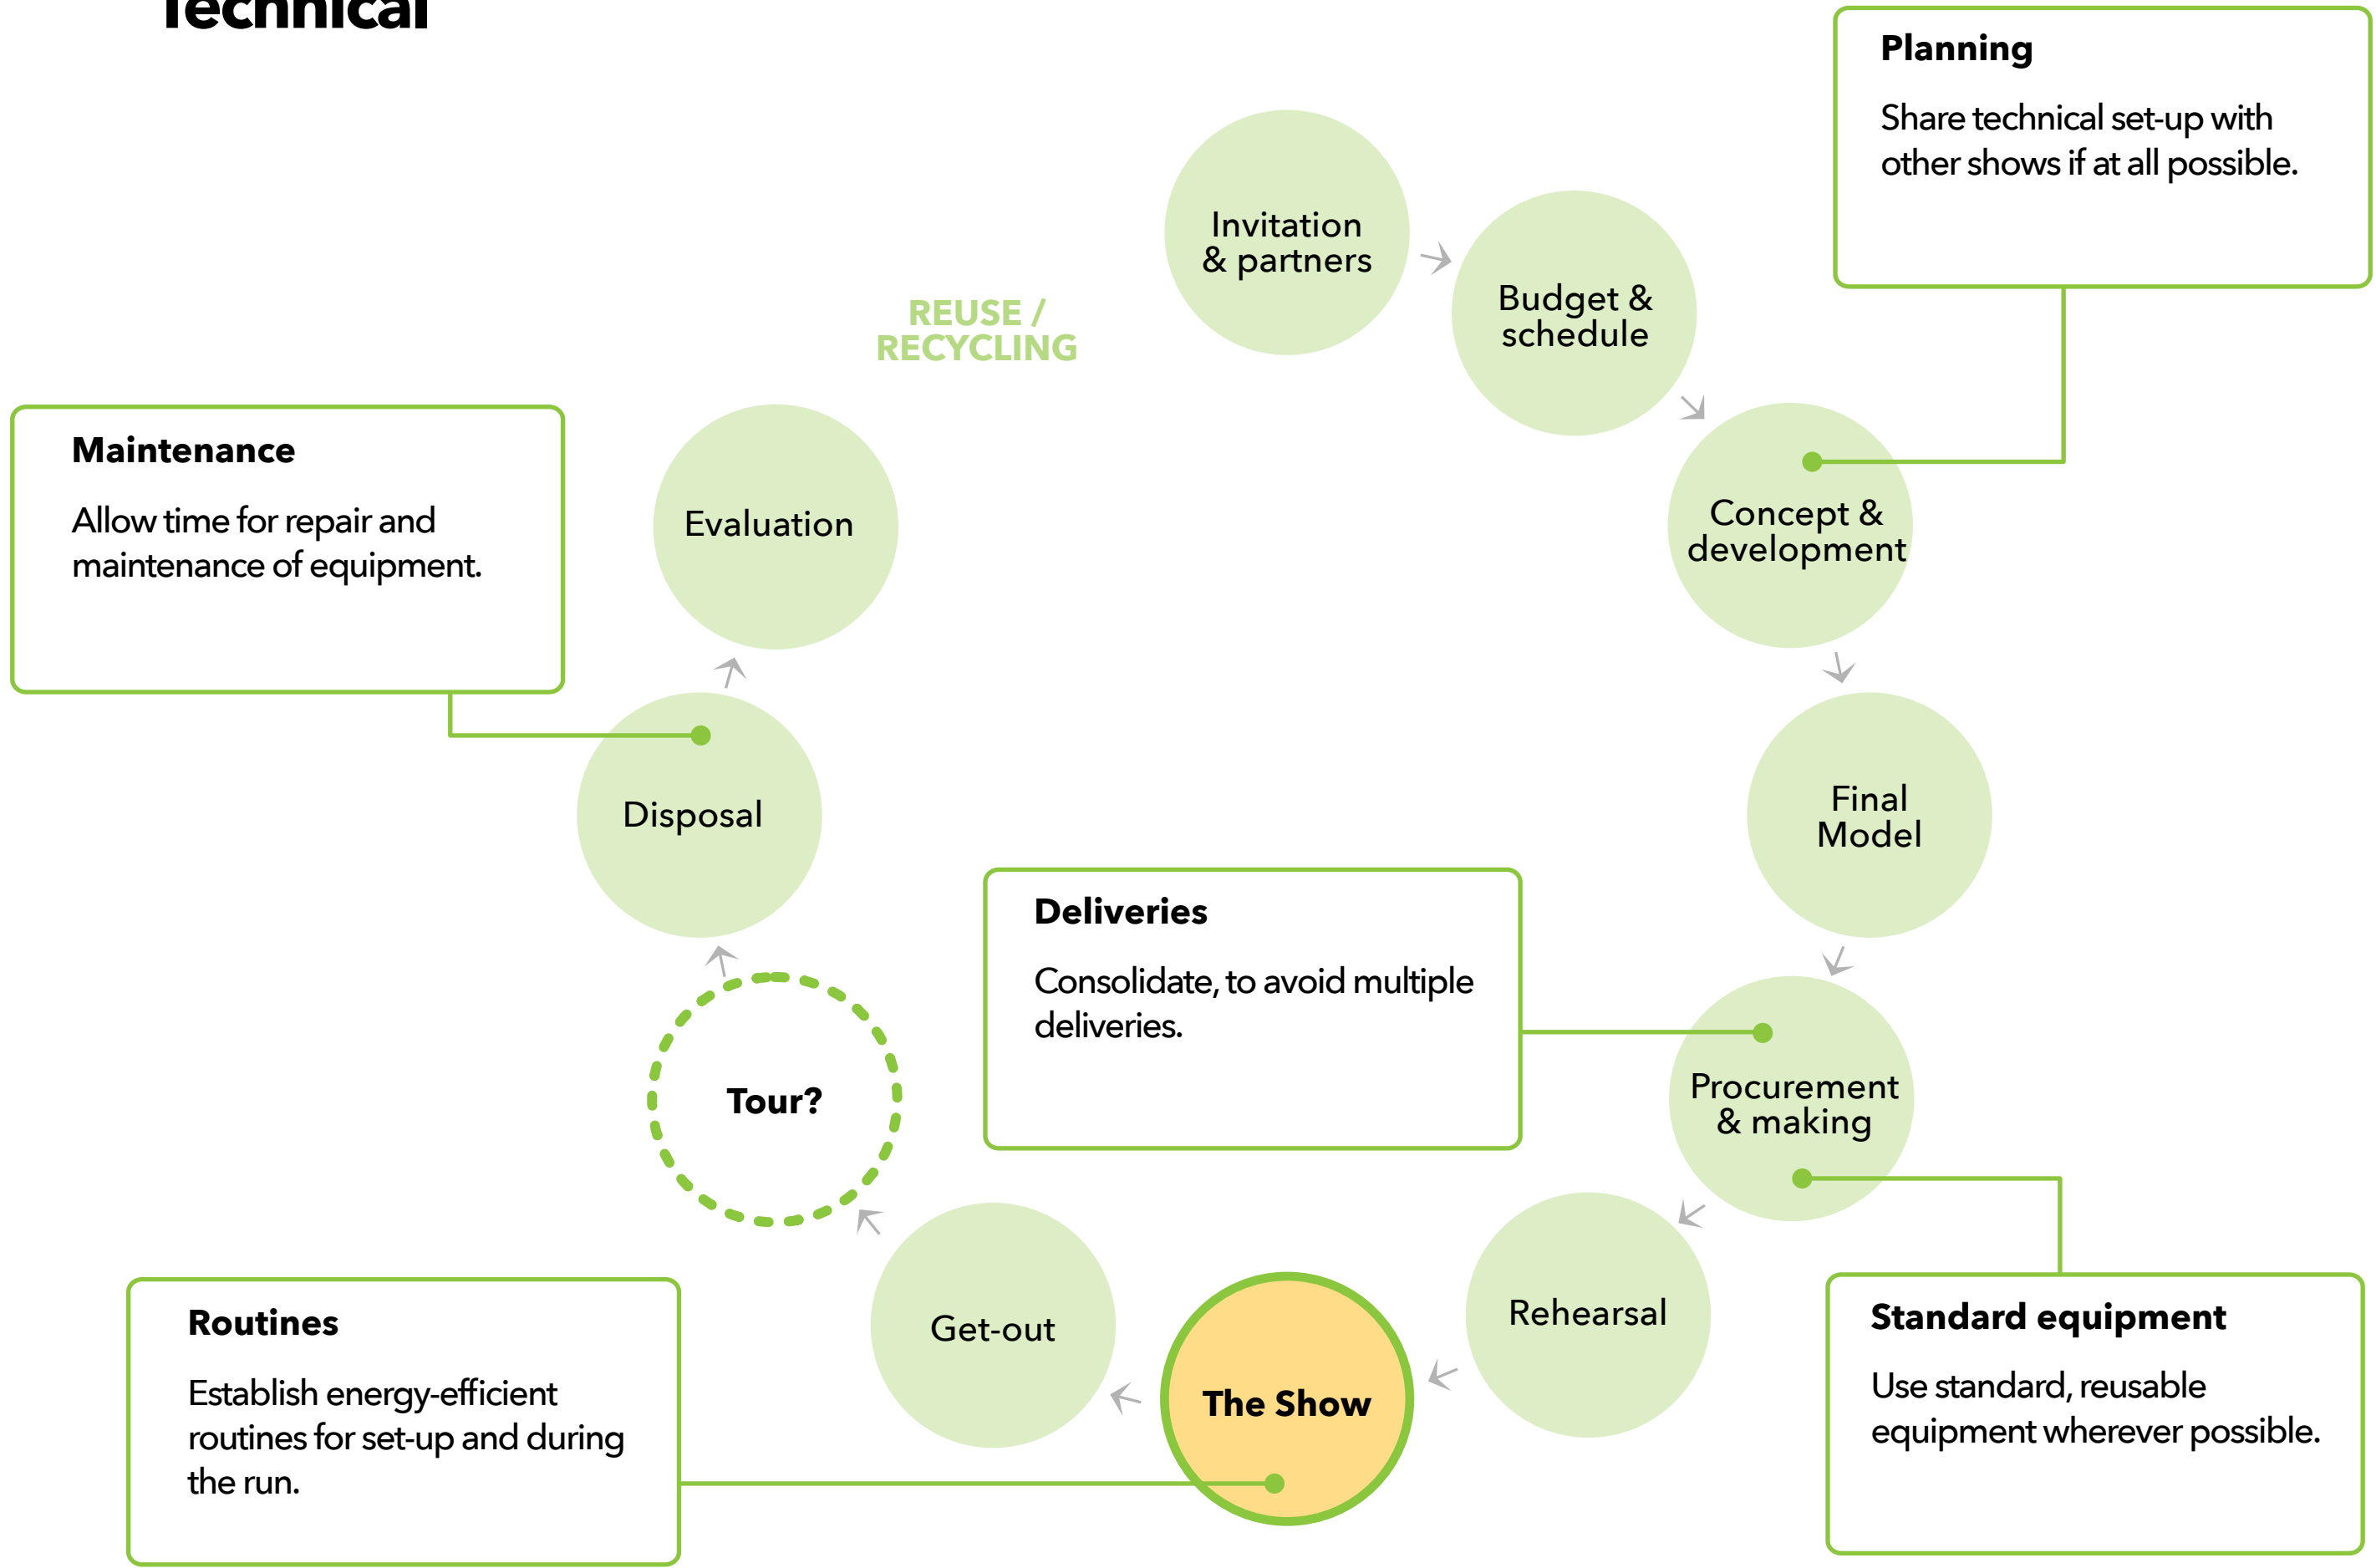 Technical
Planning
Share technical set-up with
other shows if at all possible.
Invitation
& partners
Budget &
schedule
REUSE /
RECYCLING
Maintenance
Allow time for repair and
maintenance of equipment.
Evaluation
Concept &
development
Disposal
Final
Model
Deliveries
Consolidate, to avoid multiple
deliveries.
Tour?
Procurement
& making
Routines
Establish energy-efficient
routines for set-up and during
the run.
Get-out
The Show
Rehearsal
Standard equipment
Use standard, reusable
equipment wherever possible.